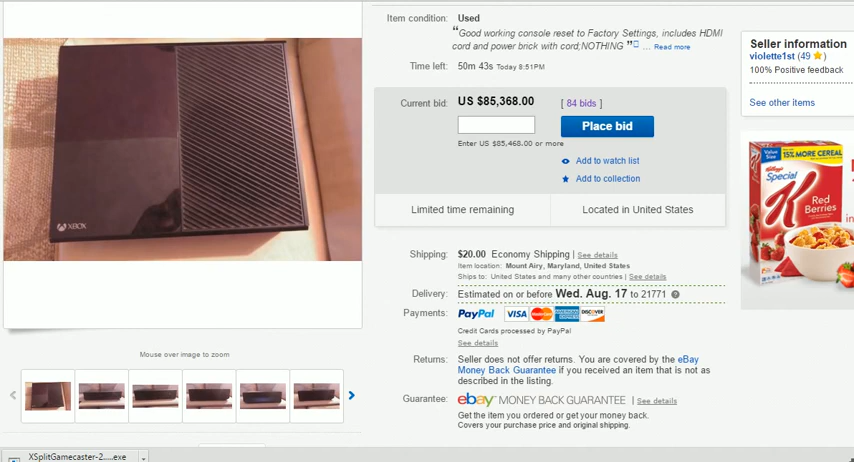 Item condition: Used
“Good working console reset to Factory Settings, includes HDMI
cord and power brick with cord;NOTHING ” ... Read more
Time left: 50m 43s Today 8:51PM
Current bid: US $85,368.00 [ 84 bids ]
Place bid
Enter US $85,468.00 or more
Add to watch list
Add to collection
Limited time remaining Located in United States
Shipping: $20.00 Economy Shipping | See details
Item location: Mount Airy, Maryland, United States
Ships to: United States and many other countries | See details
Delivery: Estimated on or before Wed. Aug. 17 to 21771
Payments: PayPal VISA MasterCard AMERICAN EXPRESS DISCOVER
Credit Cards processed by PayPal
See details
Returns: Seller does not offer returns. You are covered by the eBay
Money Back Guarantee if you received an item that is not as
described in the listing.
Guarantee: ebay MONEY BACK GUARANTEE | See details
Get the item you ordered or get your money back.
Covers your purchase price and original shipping.
XBOX
Mouse over image to zoom
Seller information
violette1st (49 )
100% Positive feedback
See other items
Value Size 15% MORE CEREAL
Kellogg's
Special
K
Red
Berries
XSplitGamecaster-2.....exe